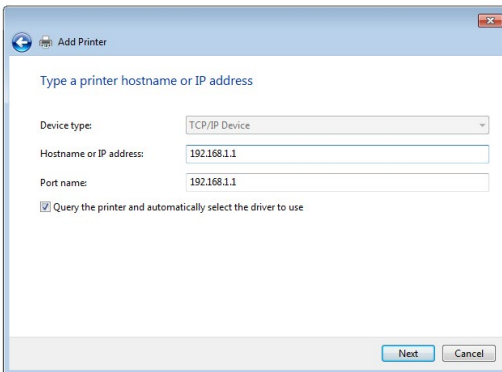 Add Printer
Type a printer hostname or IP address
Device type: TCP/IP Device
Hostname or IP address: 192.168.1.1
Port name: 192.168.1.1
Query the printer and automatically select the driver to use
Next Cancel